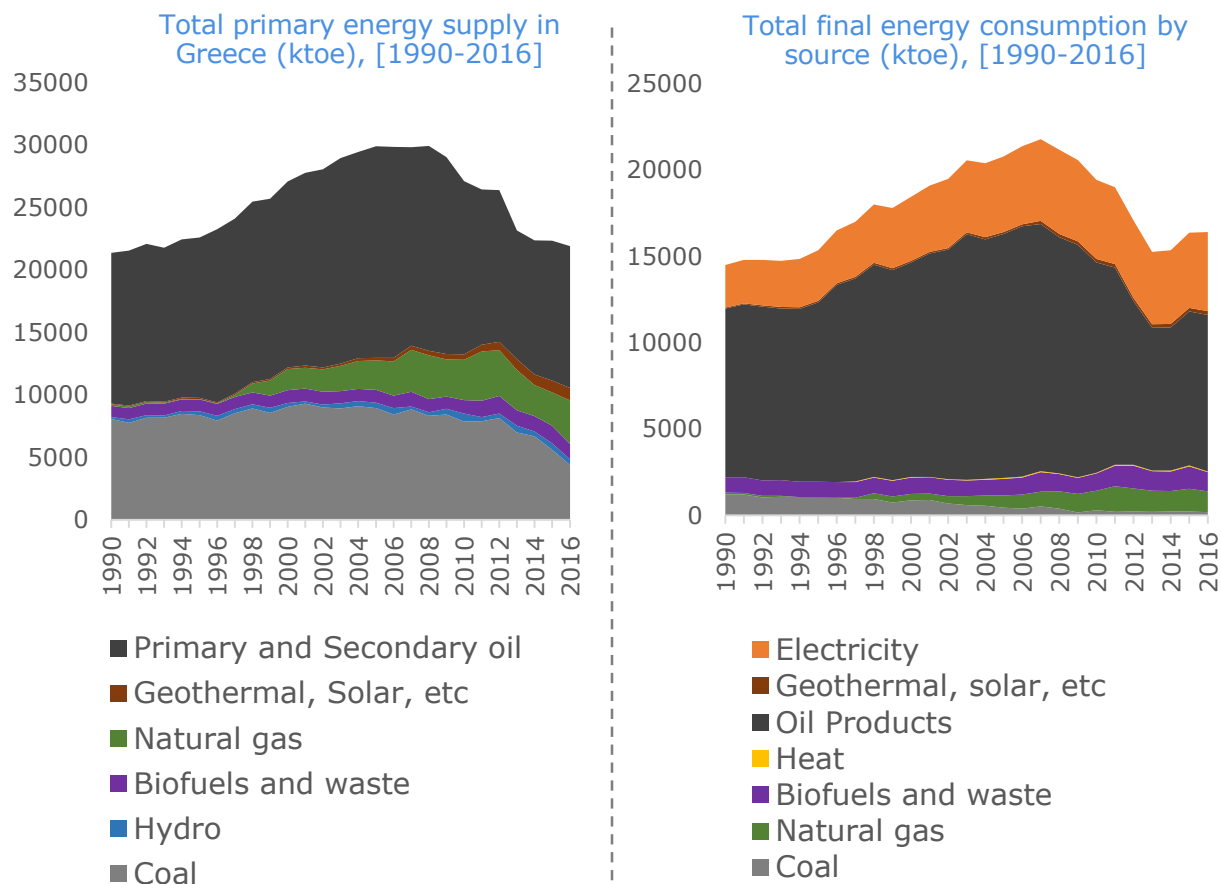 Total primary energy supply in
Greece (ktoe), [1990-2016]
35000
30000
25000
20000
15000
10000
5000
0
1990
1992
1994
1996
1998
2000
2002
2004
2006
2008
2010
2012
2014
2016
Primary and Secondary oil
Geothermal, Solar, etc
Natural gas
Biofuels and waste
Hydro
Coal
Total final energy consumption by
source (ktoe), [1990-2016]
25000
20000
15000
10000
5000
0
1990
1992
1994
1996
1998
2000
2002
2004
2006
2008
2010
2012
2014
2016
Electricity
Geothermal, solar, etc
Oil Products
Heat
Biofuels and waste
Natural gas
Coal